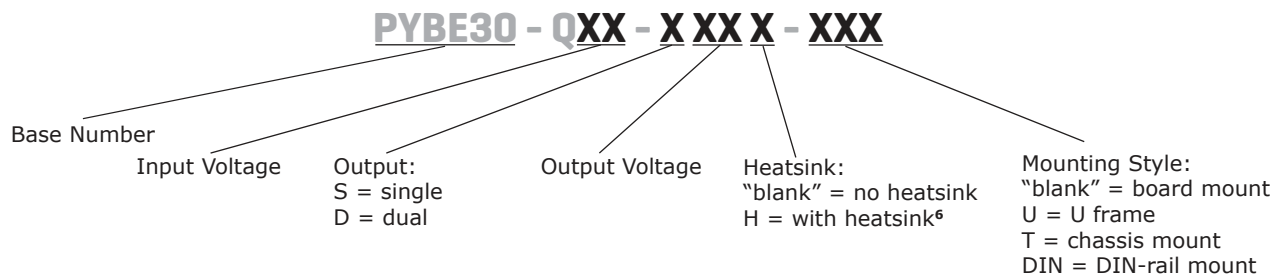 PYBE30 - QXX - X XX X - XXX
Base Number
Input Voltage
Output:
S = single
D = dual
Output Voltage
Heatsink:
"blank" = no heatsink
H = with heatsink⁶
Mounting Style:
"blank" = board mount
U = U frame
T = chassis mount
DIN = DIN-rail mount